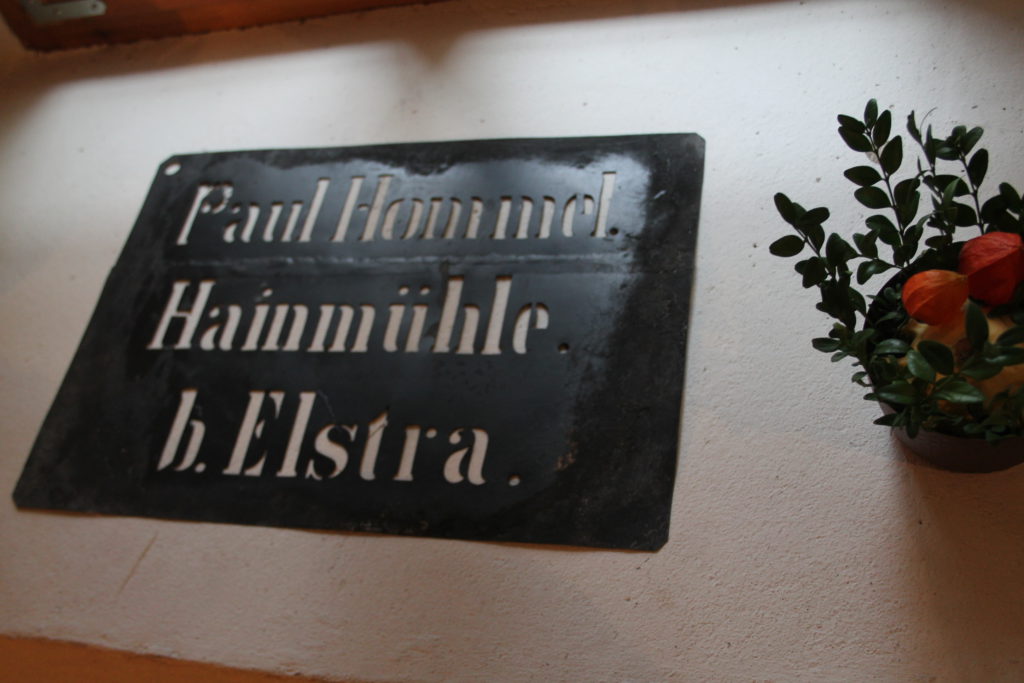 Paul Hommel.
Hainmühle.
b. Elstra.